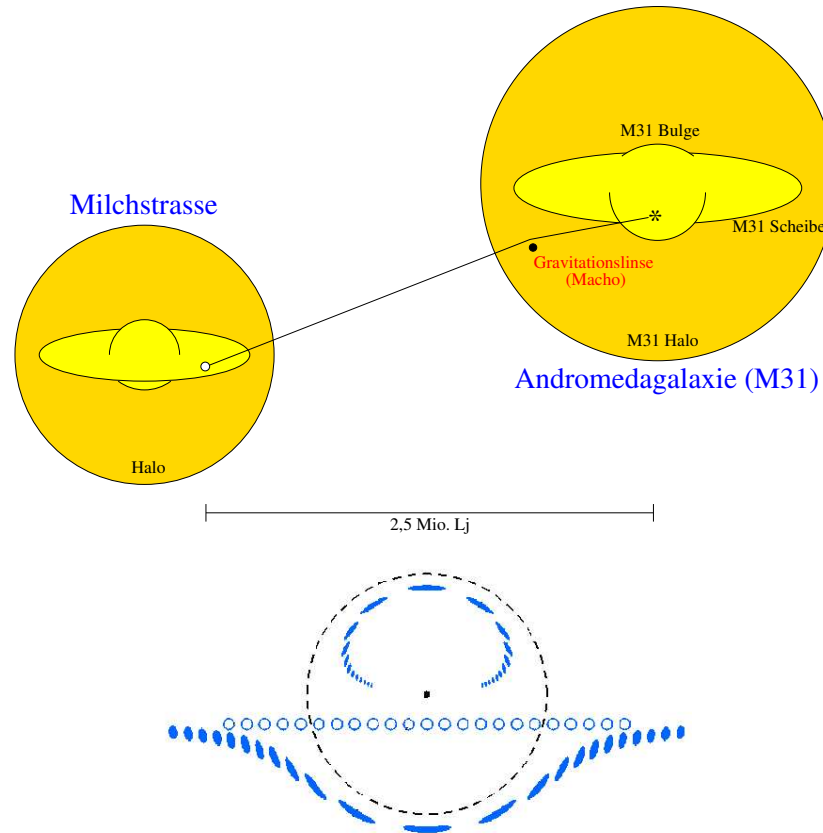 M31 Bulge
Milchstrasse
M31 Scheibe
Gravitationslinse
(Macho)
M31 Halo
Andromedagalaxie (M31)
Halo
2,5 Mio. Lj